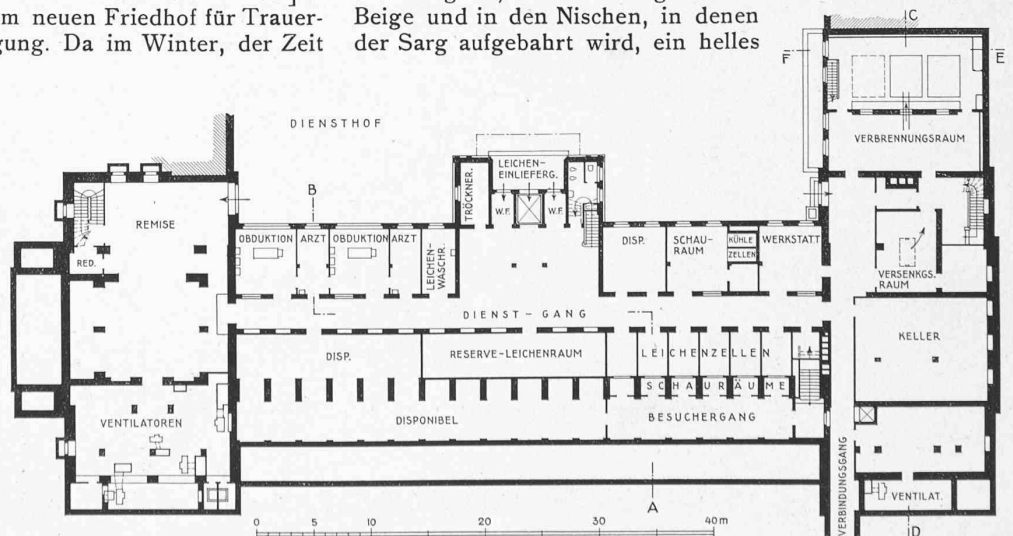 m neuen Friedhof für Trauer-
gung. Da im Winter, der Zeit
Beige und in den Nischen, in denen
der Sarg aufgebahrt wird, ein helles
C
F
E
DIENSTHOF
VERBRENNUNGSRAUM
LEICHEN-
EINLIEFERG.
TRÖCKNER.
W.F.
W.F.
B
REMISE
RED.
OBDUKTION
ARZT
OBDUKTION
ARZT
LEICHEN-
WASCHR.
DISP.
SCHAU-
RAUM
KÜHLE
ZELLEN
WERKSTATT
VERSENKGS.
RAUM
DIENST-GANG
KELLER
DISP.
RESERVE-LEICHENRAUM
LEICHENZELLEN
SCHAURÄUME
VENTILATOREN
DISPONIBEL
BESUCHERGANG
VERBINDUNGSGANG
VENTILAT.
A
D
0 5 10 20 30 40 m